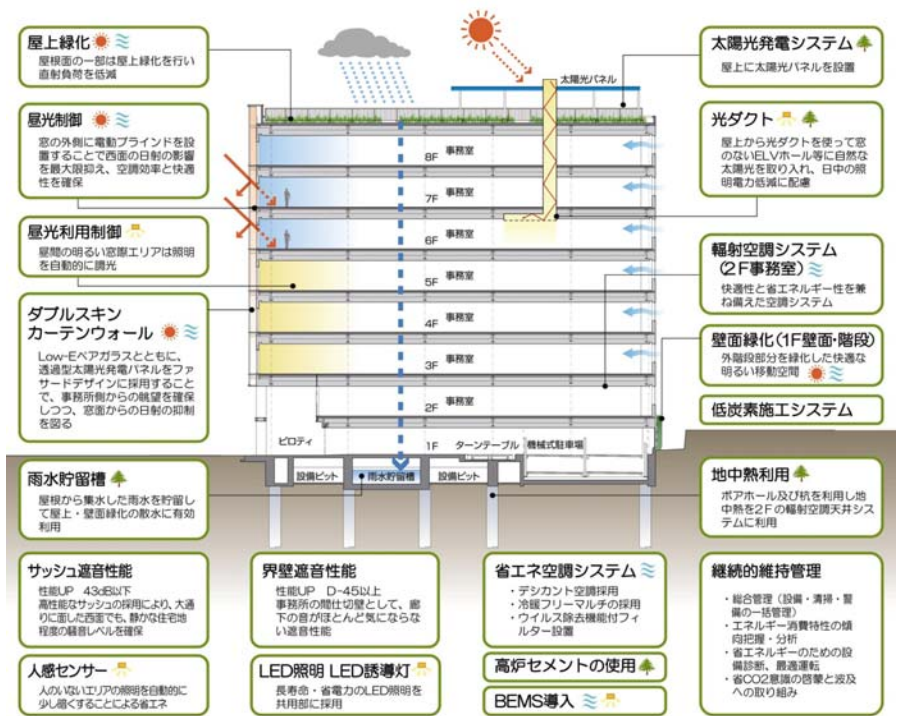 屋上緑化
屋根面の一部は屋上緑化を行い
直射負荷を低減
昼光制御
窓の外側に電動ブラインドを設
置することで西面の日射の影響
を最大限抑え、空調効率と快適
性を確保
昼光利用制御
昼間の明るい窓際エリアは照明
を自動的に調光
ダブルスキン
カーテンウォール
Low-Eペアガラスとともに、
透過型太陽光発電パネルをファ
サードデザインに採用すること
で、事務所側からの眺望を確保
しつつ、窓面からの日射の抑制
を図る
太陽光パネル
8F 事務室
7F 事務室
6F 事務室
5F 事務室
4F 事務室
3F 事務室
2F 事務室
ピロティ
1F
ターンテーブル
機械式駐車場
設備ピット
雨水貯留槽
設備ピット
太陽光発電システム
屋上に太陽光パネルを設置
光ダクト
屋上から光ダクトを使って窓
のないELVホール等に自然な
太陽光を取り入れ、日中の照
明電力低減に配慮
輻射空調システム
(2F事務室)
快適性と省エネルギー性を兼
ね備えた空調システム
壁面緑化(1F壁面・階段)
外階段部分を緑化した快適な
明るい移動空間
低炭素施工システム
雨水貯留槽
屋根から集水した雨水を貯留し
て屋上・壁面緑化の散水に有効
利用
地中熱利用
ボアホール及び杭を利用し地
中熱を2Fの輻射空調天井シス
テムに利用
サッシュ遮音性能
性能UP 43dB以下
高性能なサッシュの採用により、大通
りに面した西面でも、静かな住宅地
程度の騒音レベルを確保
界壁遮音性能
性能UP D-45以上
事務所の間仕切壁として、廊
下の音がほとんど気にならな
い遮音性能
省エネ空調システム
・デシカント空調採用
・冷暖フリーマルチの採用
・ウイルス除去機能付フィ
ルター設置
継続的維持管理
・総合管理(設備・清掃・警
備の一括管理)
・エネルギー消費特性の傾
向把握・分析
・省エネルギーのための設
備診断、最適運転
・省CO2意識の啓蒙と波及
への取り組み
人感センサー
人のいないエリアの照明を自動的に
少し暗くすることによる省エネ
LED照明 LED誘導灯
長寿命・省電力のLED照明を
共用部に採用
高炉セメントの使用
BEMS導入